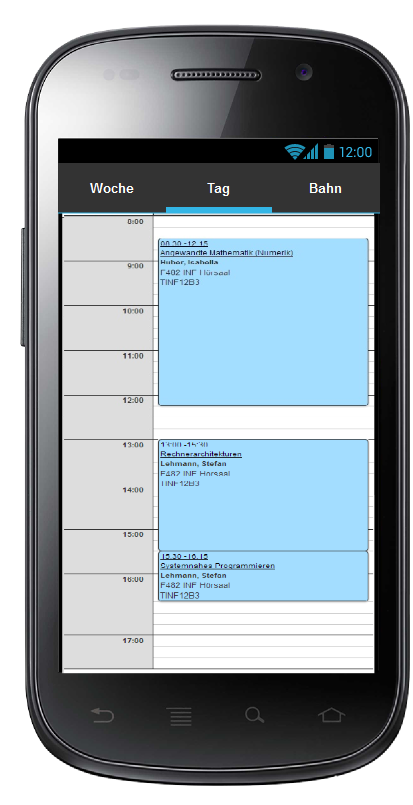 12:00
Woche Tag Bahn
8:00
08:30 -12:15
Angewandte Mathematik (Numerik)
Huber, Isabella
9:00
F482 INF Hörsaal
TINF12B3
10:00
11:00
12:00
13:00
13:00 -15:30
Rechnerarchitekturen
Lehmann, Stefan
F482 INF Hörsaal
TINF12B3
14:00
15:00
15:30 -16:15
Systemnahes Programmieren
Lehmann, Stefan
16:00
F482 INF Hörsaal
TINF12B3
17:00